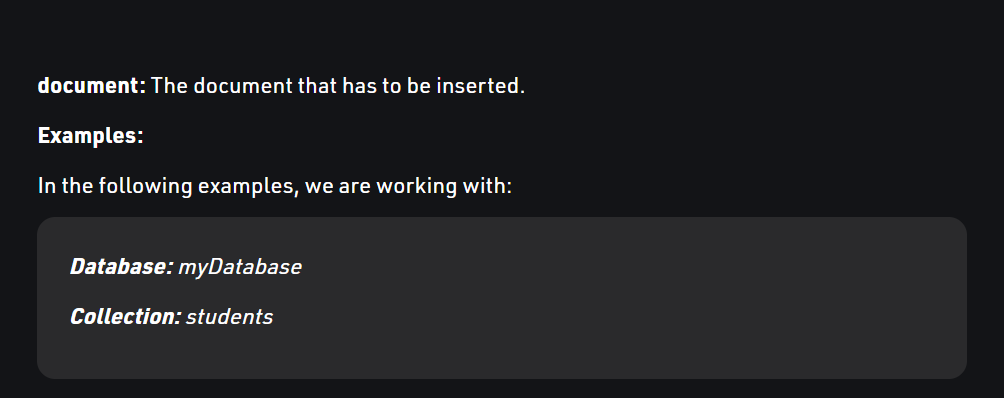 document: The document that has to be inserted.
Examples:
In the following examples, we are working with:
Database: myDatabase
Collection: students